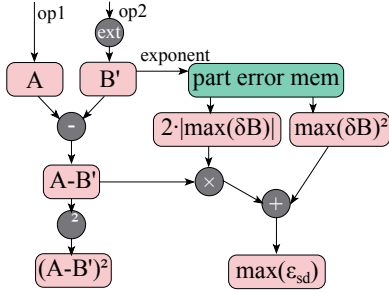 op1
op2
ext
exponent
A
B'
part error mem
-
2·|max(δB)|
max(δB)²
A-B'
×
+
²
(A-B')²
max(ε_sd)